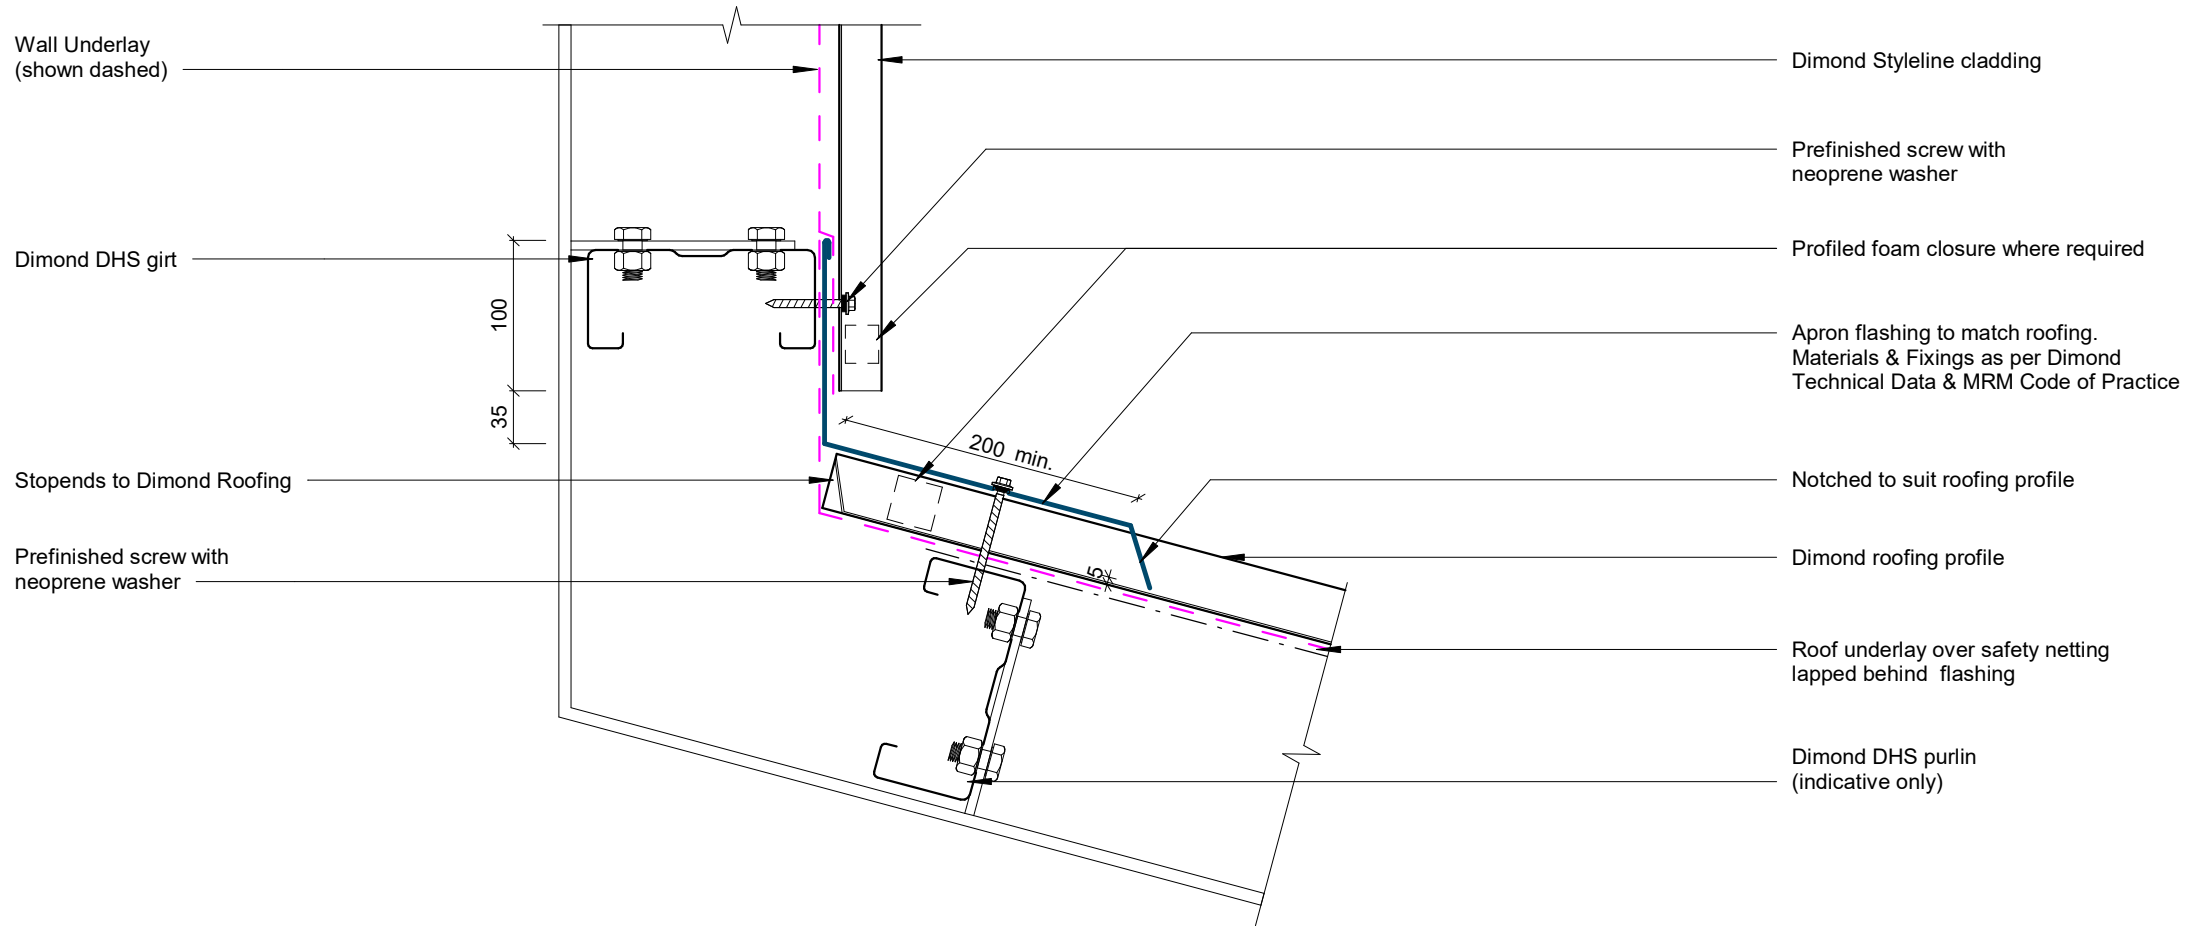 Wall Underlay
(shown dashed)
Dimond DHS girt
100
35
Stopends to Dimond Roofing
Prefinished screw with
neoprene washer
200 min.
5
Dimond Styleline cladding
Prefinished screw with
neoprene washer
Profiled foam closure where required
Apron flashing to match roofing.
Materials & Fixings as per Dimond
Technical Data & MRM Code of Practice
Notched to suit roofing profile
Dimond roofing profile
Roof underlay over safety netting
lapped behind flashing
Dimond DHS purlin
(indicative only)